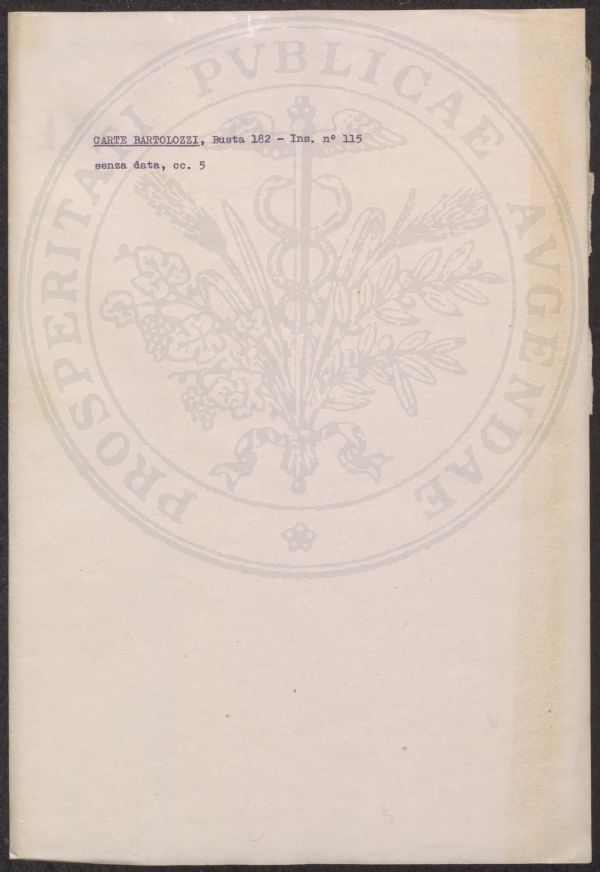 PROSPERITATI PVBLICAE AVGENDAE
CARTE BARTOLOZZI, Busta 182 - Ins. n° 115
senza data, cc. 5